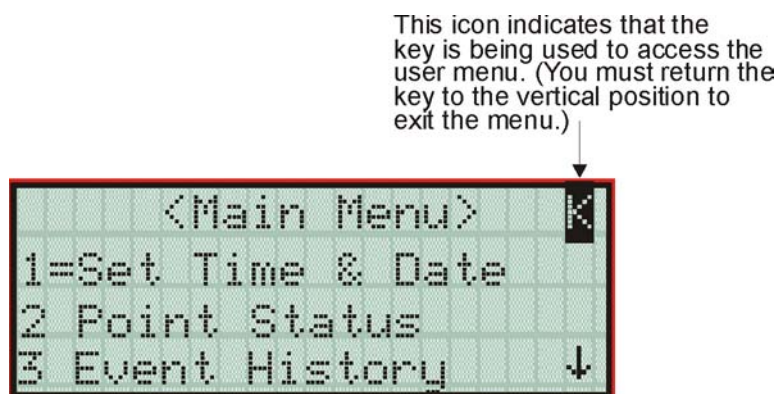 This icon indicates that the
key is being used to access the
user menu. (You must return the
key to the vertical position to
exit the menu.)
<Main Menu> K
1=Set Time & Date
2 Point Status
3 Event History ↓